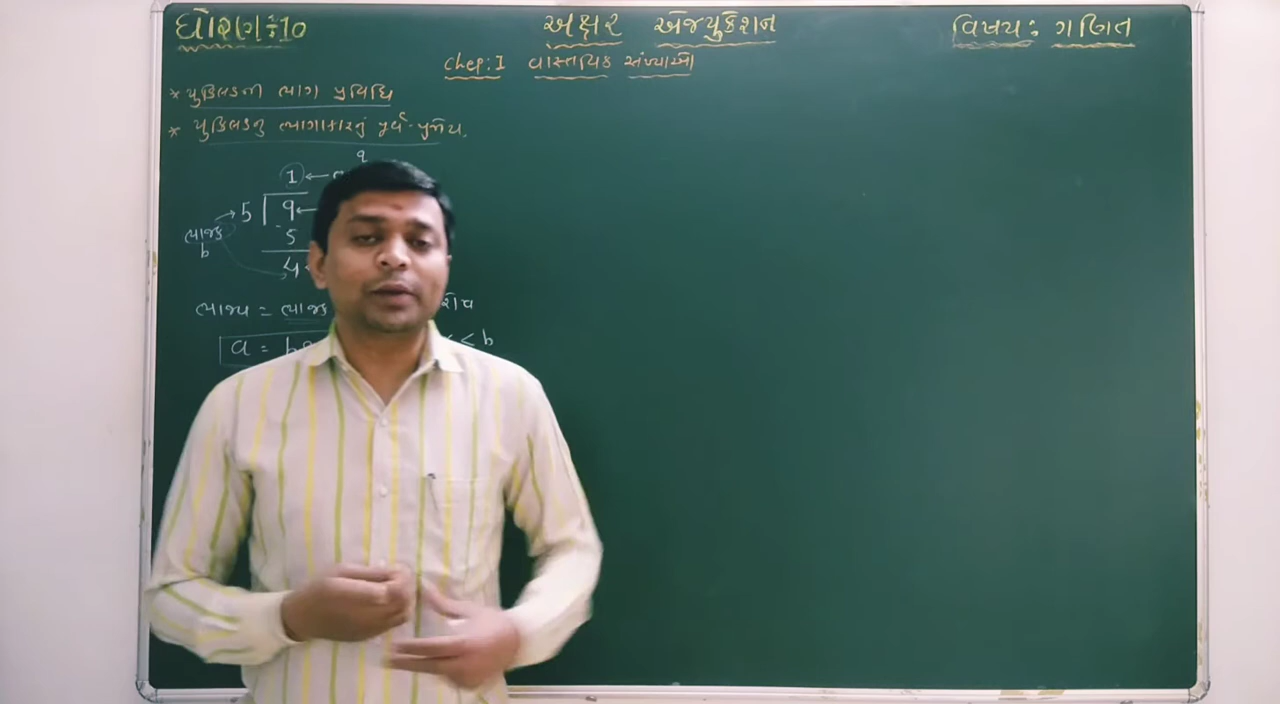 ધોરણ:10
અક્ષર એજ્યુકેશન
વિષય: ગણિત
Chep: I વાસ્તવિક સંખ્યાઓ
* યુક્લિડની ભાગ પ્રવિધિ
* યુક્લિડનુ ભાગાકારનું પૂર્વ-પ્રમેય.
q
1 ←
5 9 ←
ભાજક 5
b
4
ભાજ્ય = ભાજક શેષ
a = b < b